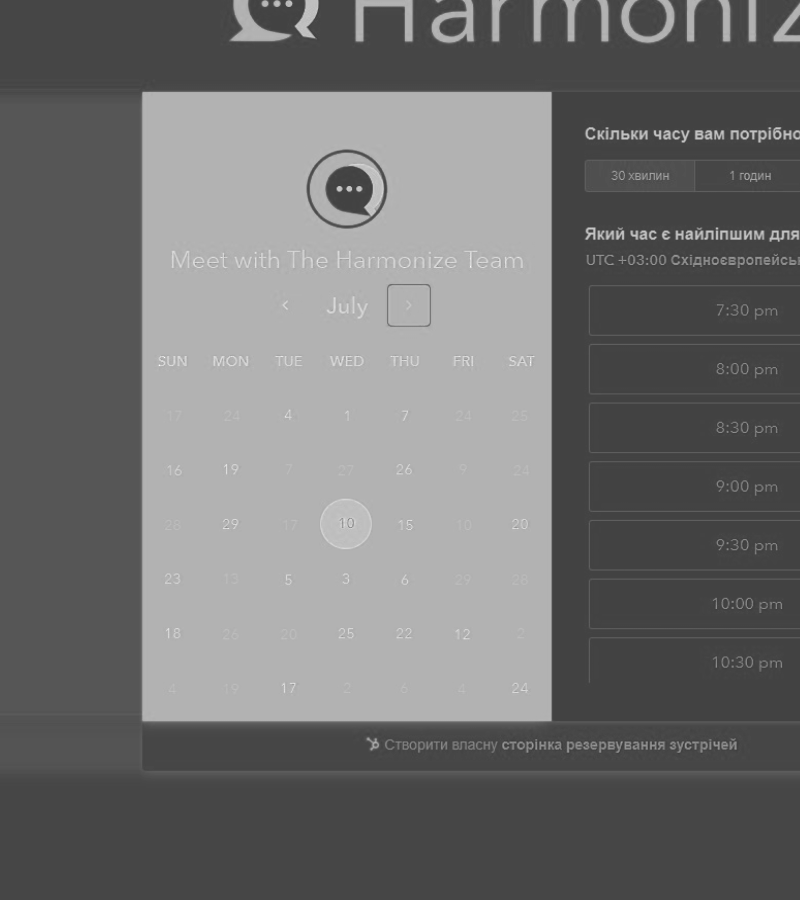 Harmoniz
Meet with The Harmonize Team
July
SUN MON TUE WED THU FRI SAT
17 24 4 1 7 24 25
16 19 7 27 26 9 24
28 29 17 10 15 10 20
23 13 5 3 6 29 28
18 26 20 25 22 12 2
4 19 17 2 6 4 24
Скільки часу вам потрібно
30 хвилин 1 годин
Який час є найліпшим для
UTC +03:00 Східноєвропейськ
7:30 pm
8:00 pm
8:30 pm
9:00 pm
9:30 pm
10:00 pm
10:30 pm
Створити власну сторінка резервування зустрічей